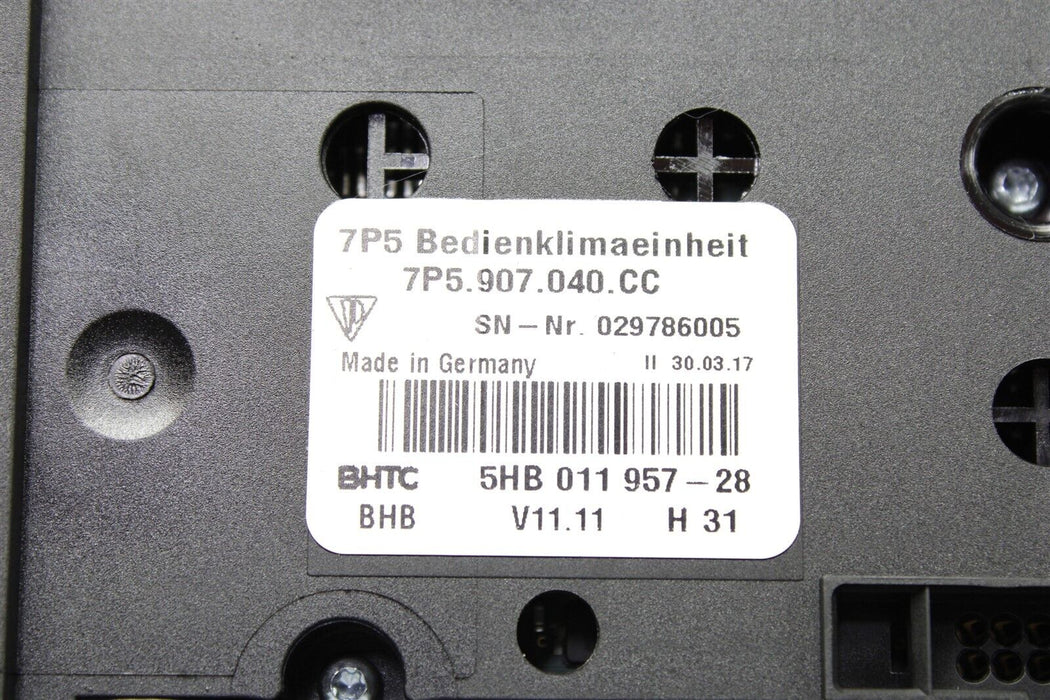 7P5 Bedienklimaeinheit
7P5.907.040.CC
SN-Nr. 029786005
Made in Germany II 30.03.17
BHTC 5HB 011 957-28
BHB V11.11 H 31